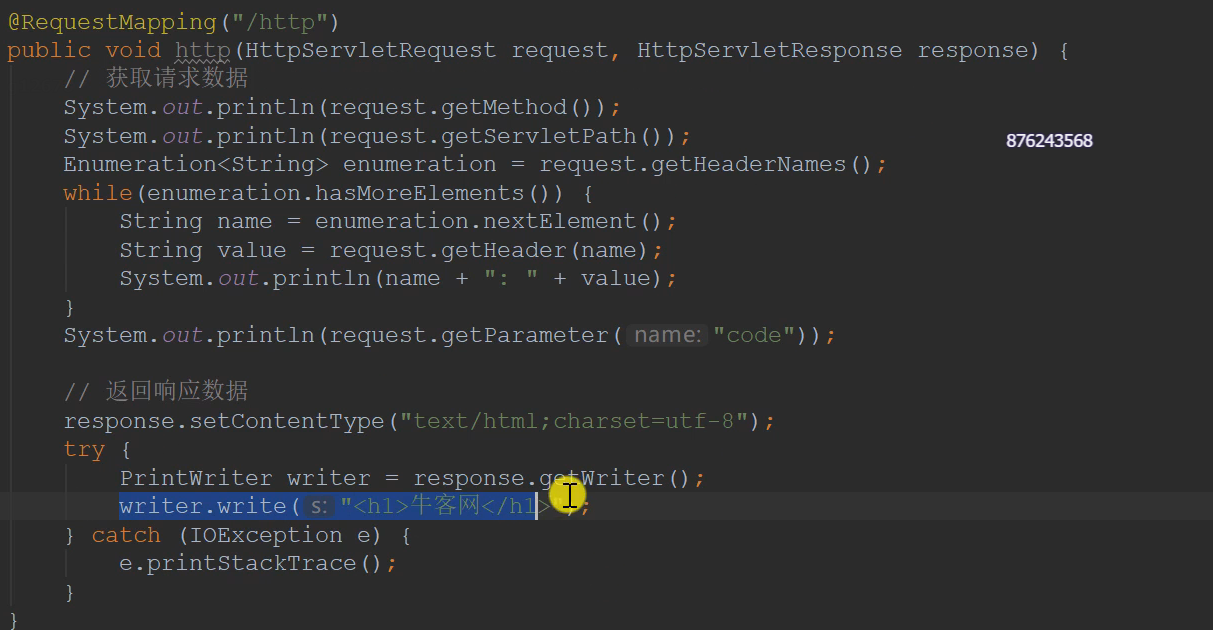 @RequestMapping("/http")
public void http(HttpServletRequest request, HttpServletResponse response) {
// 获取请求数据
System.out.println(request.getMethod());
System.out.println(request.getServletPath());
876243568
Enumeration<String> enumeration = request.getHeaderNames();
while(enumeration.hasMoreElements()) {
String name = enumeration.nextElement();
String value = request.getHeader(name);
System.out.println(name + ": " + value);
}
System.out.println(request.getParameter( name: "code"));
// 返回响应数据
response.setContentType("text/html;charset=utf-8");
try {
PrintWriter writer = response.getWriter();
writer.write( s: "<h1>牛客网</h1>");
} catch (IOException e) {
e.printStackTrace();
}
}